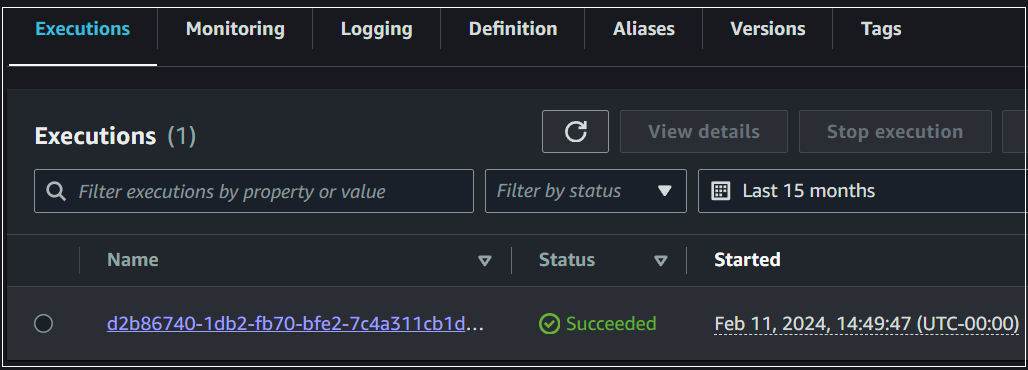 Executions Monitoring Logging Definition Aliases Versions Tags
Executions (1) View details Stop execution
Filter executions by property or value Filter by status Last 15 months
Name Status Started
d2b86740-1db2-fb70-bfe2-7c4a311cb1d... Succeeded Feb 11, 2024, 14:49:47 (UTC-00:00)